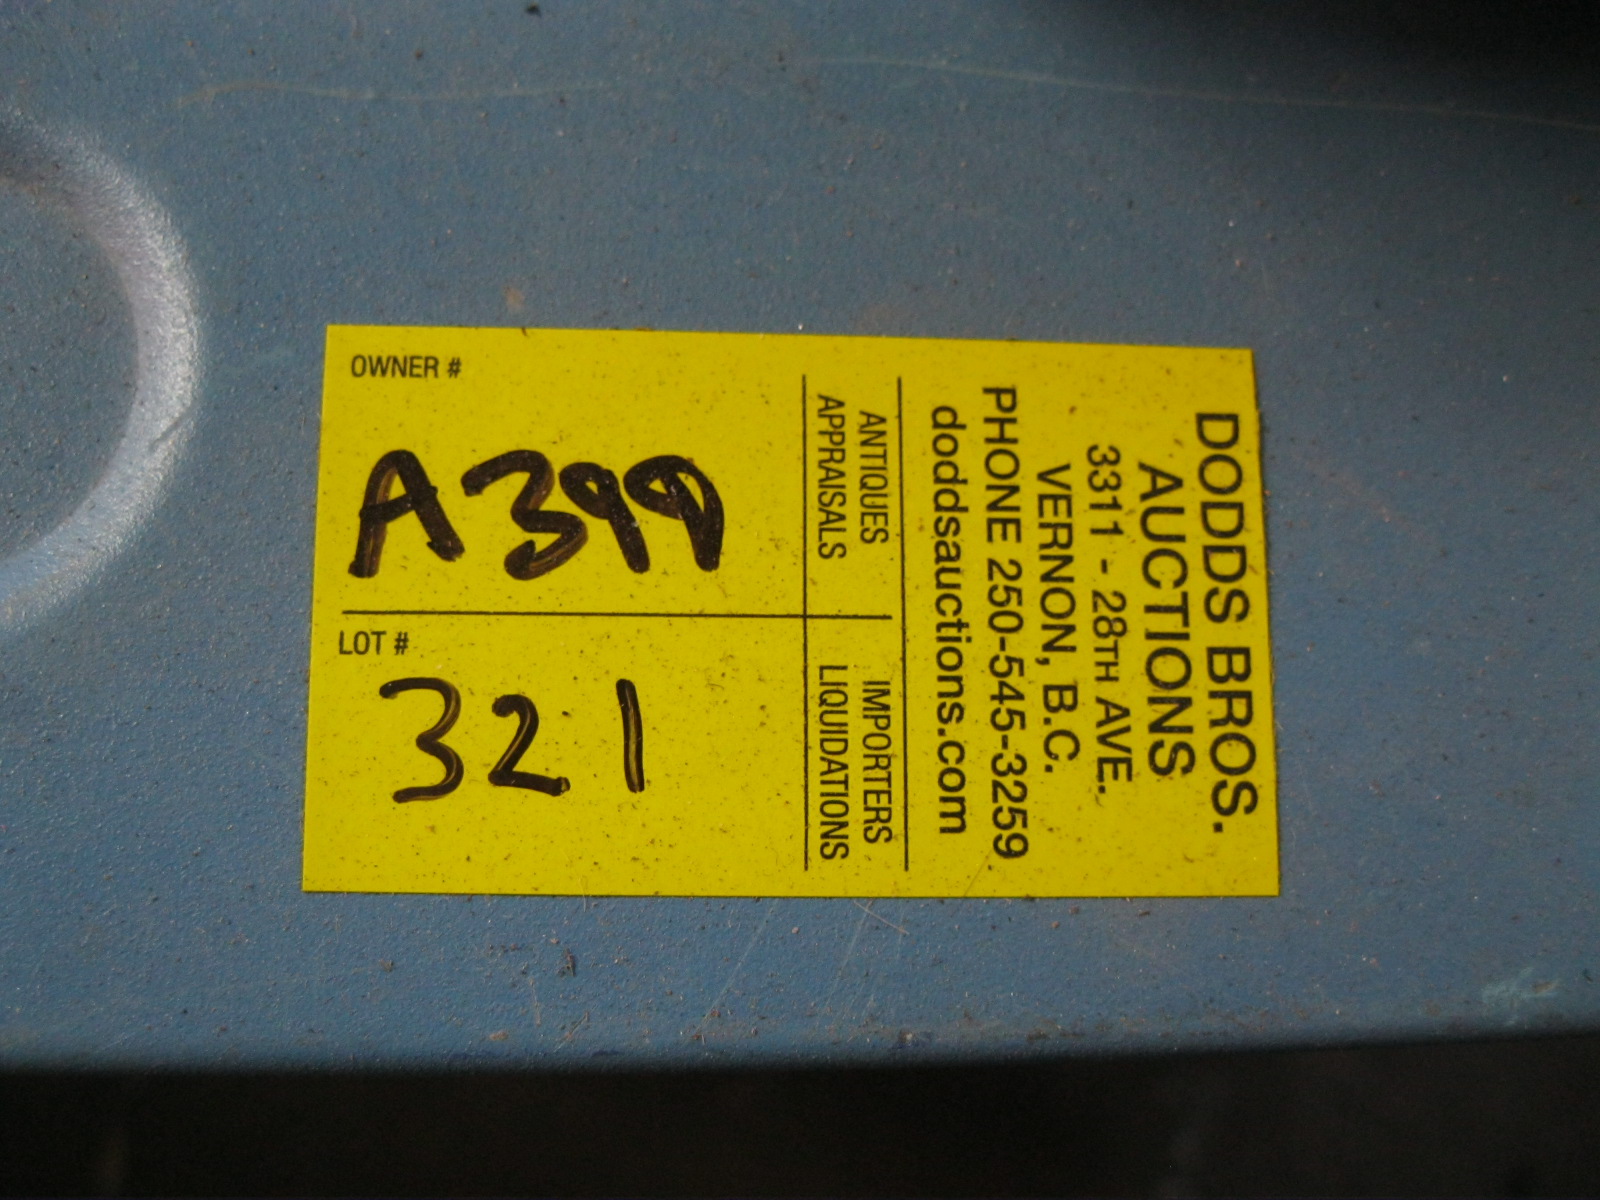 DODDS BROS.
AUCTIONS
3311 - 28TH AVE.
VERNON, B.C.
PHONE 250-545-3259
doddsauctions.com
ANTIQUES
APPRAISALS
IMPORTERS
LIQUIDATIONS
OWNER #
A399
LOT #
321